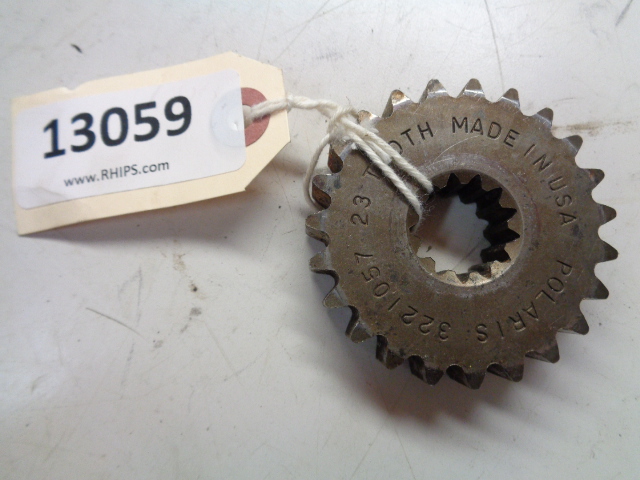 13059
www.RHIPS.com
23 TOOTH MADE IN USA POLARIS 3221057